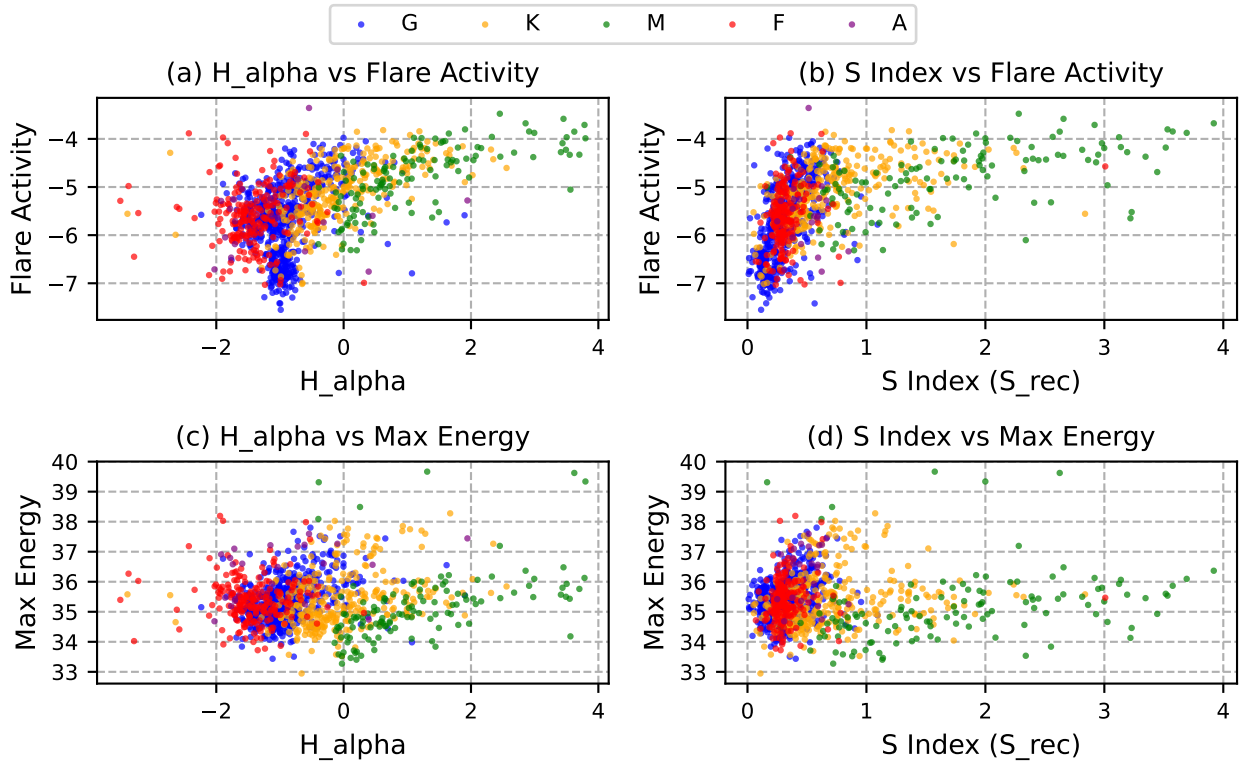 G K M F A
(a) H_alpha vs Flare Activity
−4
−5
−6
−7
Flare Activity
−2 0 2 4
H_alpha
(b) S Index vs Flare Activity
−4
−5
−6
−7
Flare Activity
0 1 2 3 4
S Index (S_rec)
(c) H_alpha vs Max Energy
40
39
38
37
36
35
34
33
Max Energy
−2 0 2 4
H_alpha
(d) S Index vs Max Energy
40
39
38
37
36
35
34
33
Max Energy
0 1 2 3 4
S Index (S_rec)